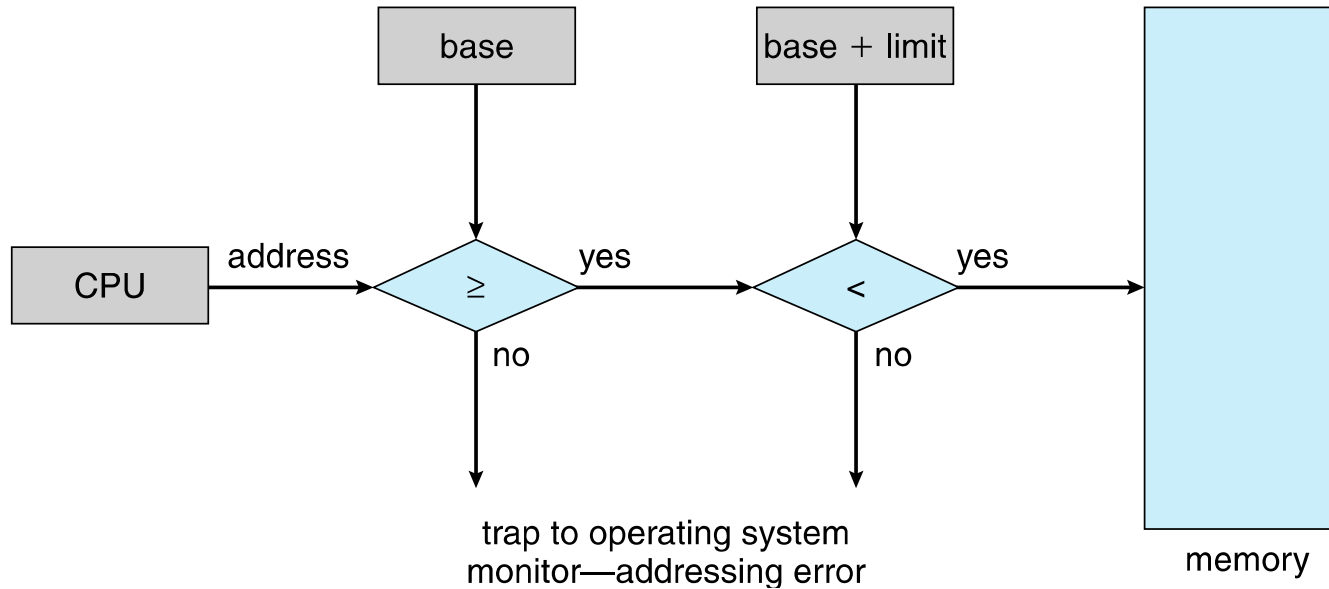 base
base + limit
CPU
address
≥
yes
<
yes
no
no
trap to operating system
monitor—addressing error
memory